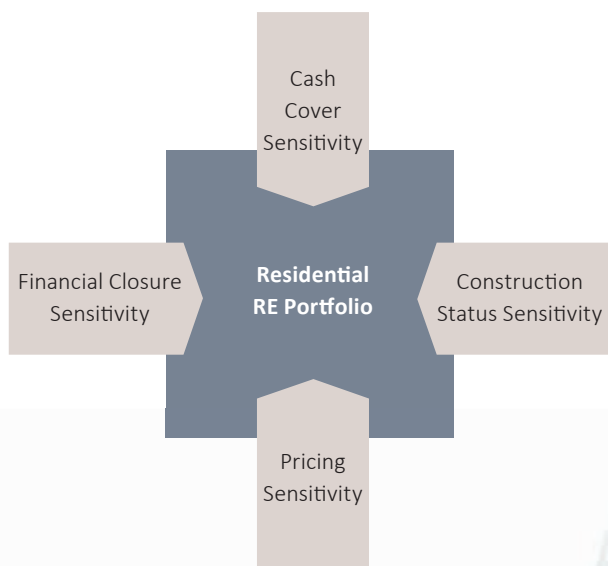 Cash
Cover
Sensitivity
Financial Closure
Sensitivity
Residential
RE Portfolio
Construction
Status Sensitivity
Pricing
Sensitivity